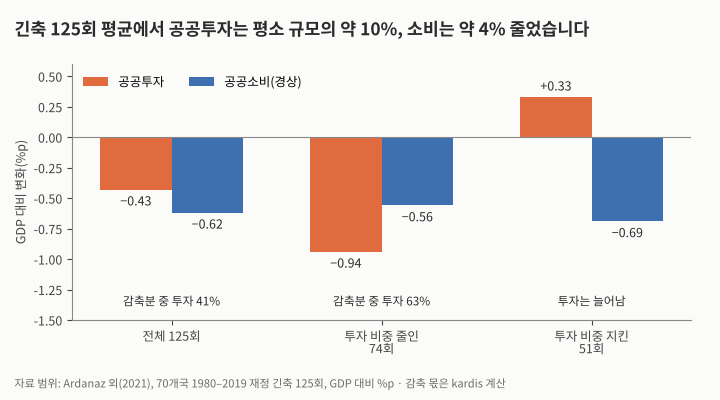 긴축 125회 평균에서 공공투자는 평소 규모의 약 10%, 소비는 약 4% 줄었습니다
공공투자
공공소비(경상)
GDP 대비 변화(%p)
0.50
0.25
0.00
-0.25
-0.50
-0.75
-1.00
-1.25
-1.50
−0.43
−0.62
−0.94
−0.56
+0.33
−0.69
감축분 중 투자 41%
감축분 중 투자 63%
투자는 늘어남
전체 125회
투자 비중 줄인
74회
투자 비중 지킨
51회
자료 범위: Ardanaz 외(2021), 70개국 1980–2019 재정 긴축 125회, GDP 대비 %p · 감축 몫은 kardis 계산